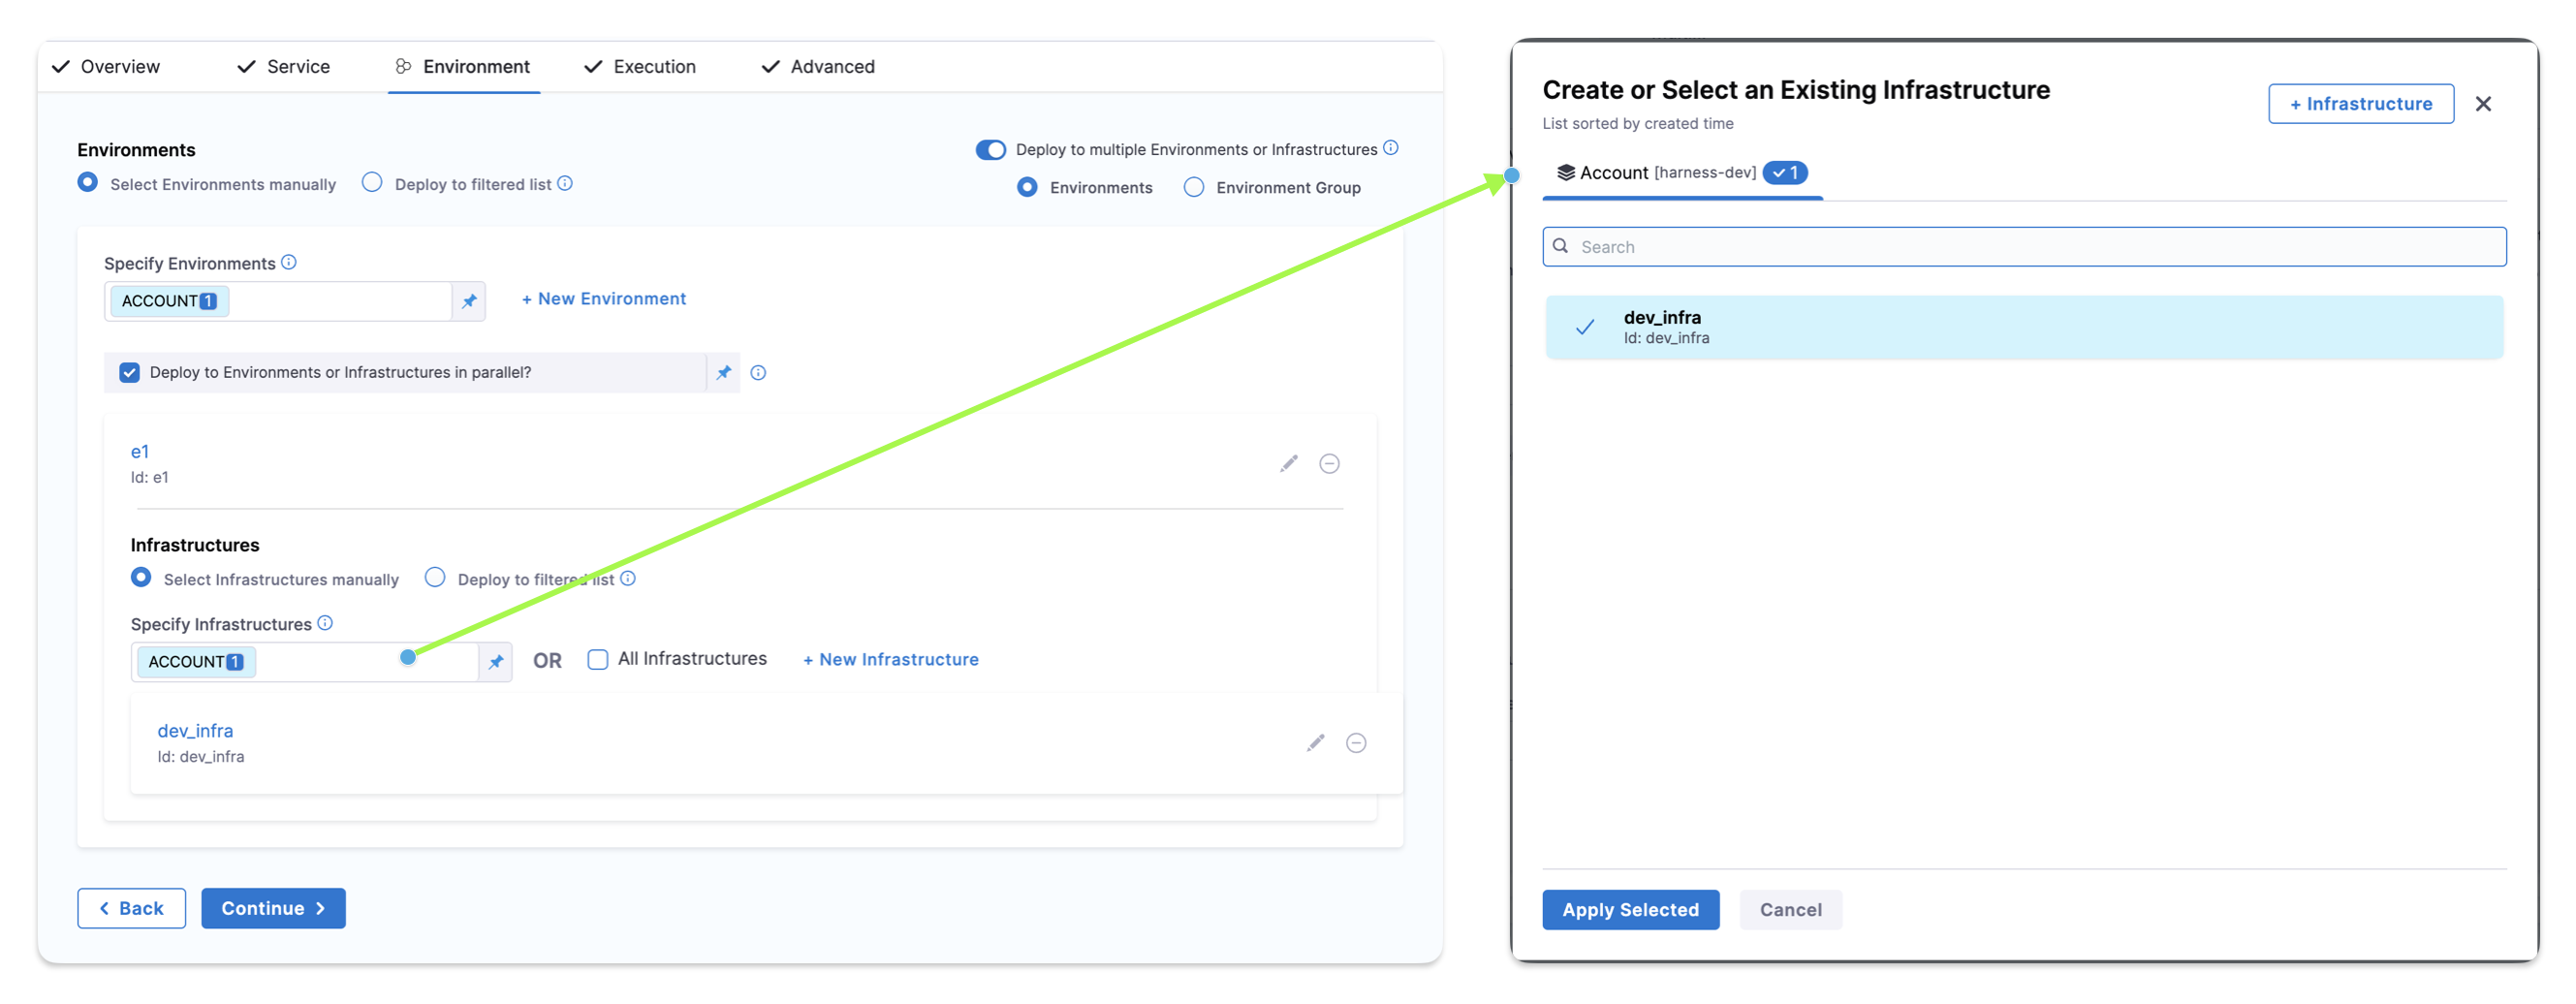 Overview Service Environment Execution Advanced
Environments
Select Environments manually Deploy to filtered list
Deploy to multiple Environments or Infrastructures
Environments Environment Group
Specify Environments
ACCOUNT 1
+ New Environment
Deploy to Environments or Infrastructures in parallel?
e1
Id: e1
Infrastructures
Select Infrastructures manually Deploy to filtered list
Specify Infrastructures
ACCOUNT 1 OR All Infrastructures + New Infrastructure
dev_infra
Id: dev_infra
Back Continue
Create or Select an Existing Infrastructure
List sorted by created time
+ Infrastructure
Account [harness-dev] 1
Search
dev_infra
Id: dev_infra
Apply Selected Cancel